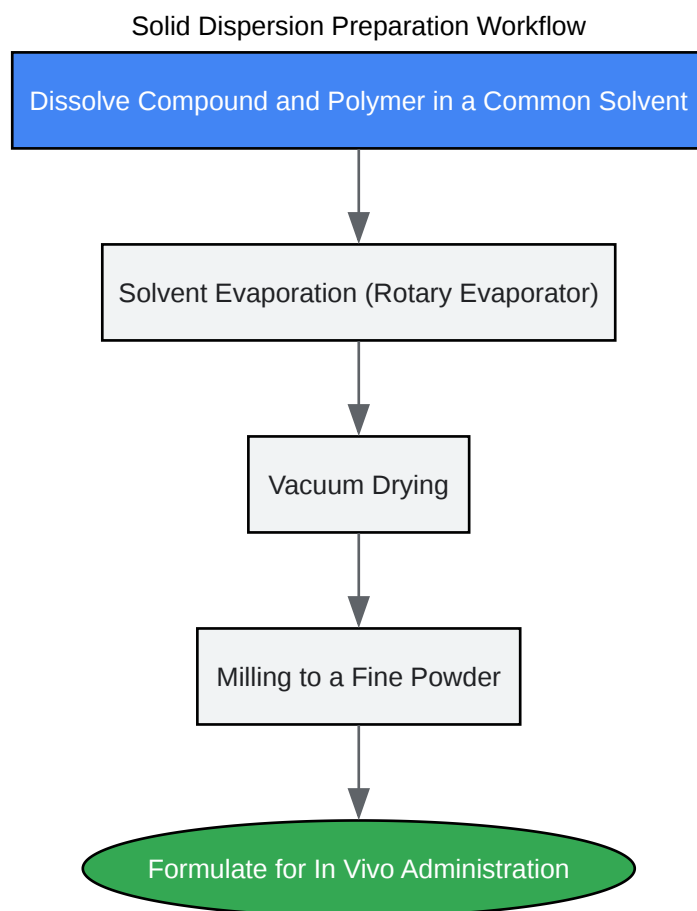 Solid Dispersion Preparation Workflow
Dissolve Compound and Polymer in a Common Solvent
Solvent Evaporation (Rotary Evaporator)
Vacuum Drying
Milling to a Fine Powder
Formulate for In Vivo Administration